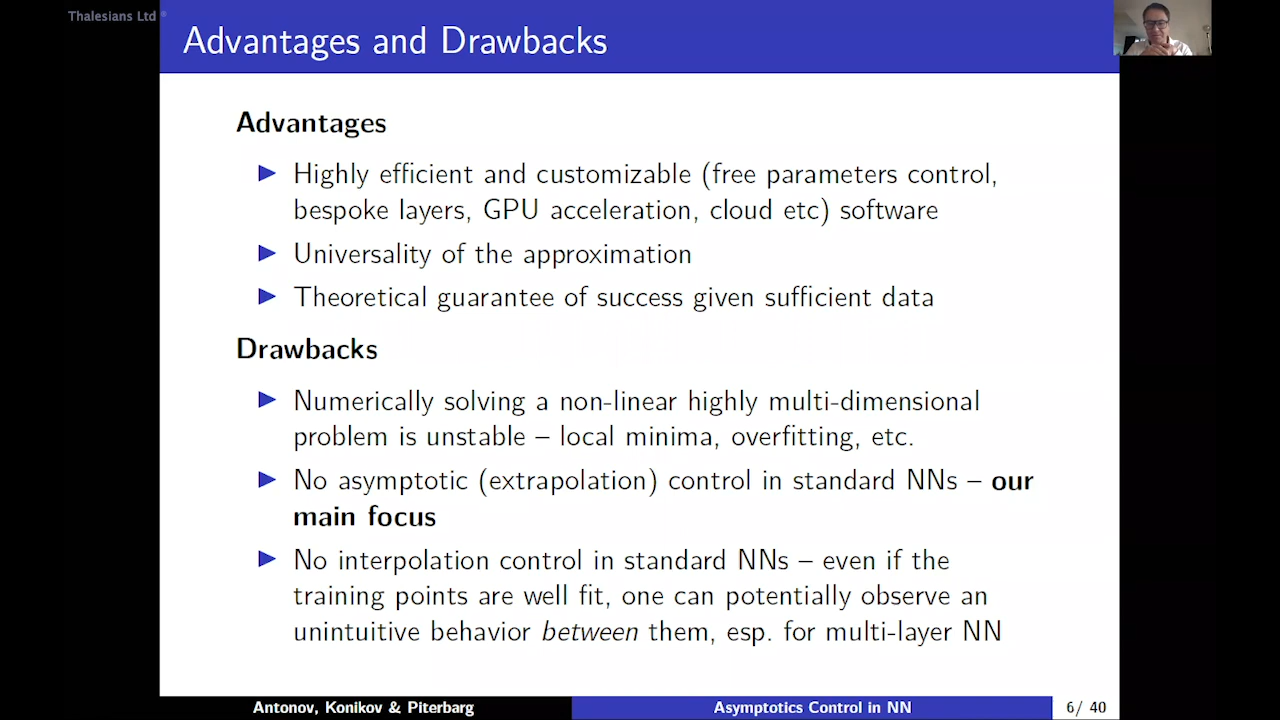 Thalesians Ltd ®
Advantages and Drawbacks
Advantages
Highly efficient and customizable (free parameters control,
bespoke layers, GPU acceleration, cloud etc) software
Universality of the approximation
Theoretical guarantee of success given sufficient data
Drawbacks
Numerically solving a non-linear highly multi-dimensional
problem is unstable – local minima, overfitting, etc.
No asymptotic (extrapolation) control in standard NNs – our
main focus
No interpolation control in standard NNs – even if the
training points are well fit, one can potentially observe an
unintuitive behavior between them, esp. for multi-layer NN
Antonov, Konikov & Piterbarg
Asymptotics Control in NN
6/ 40